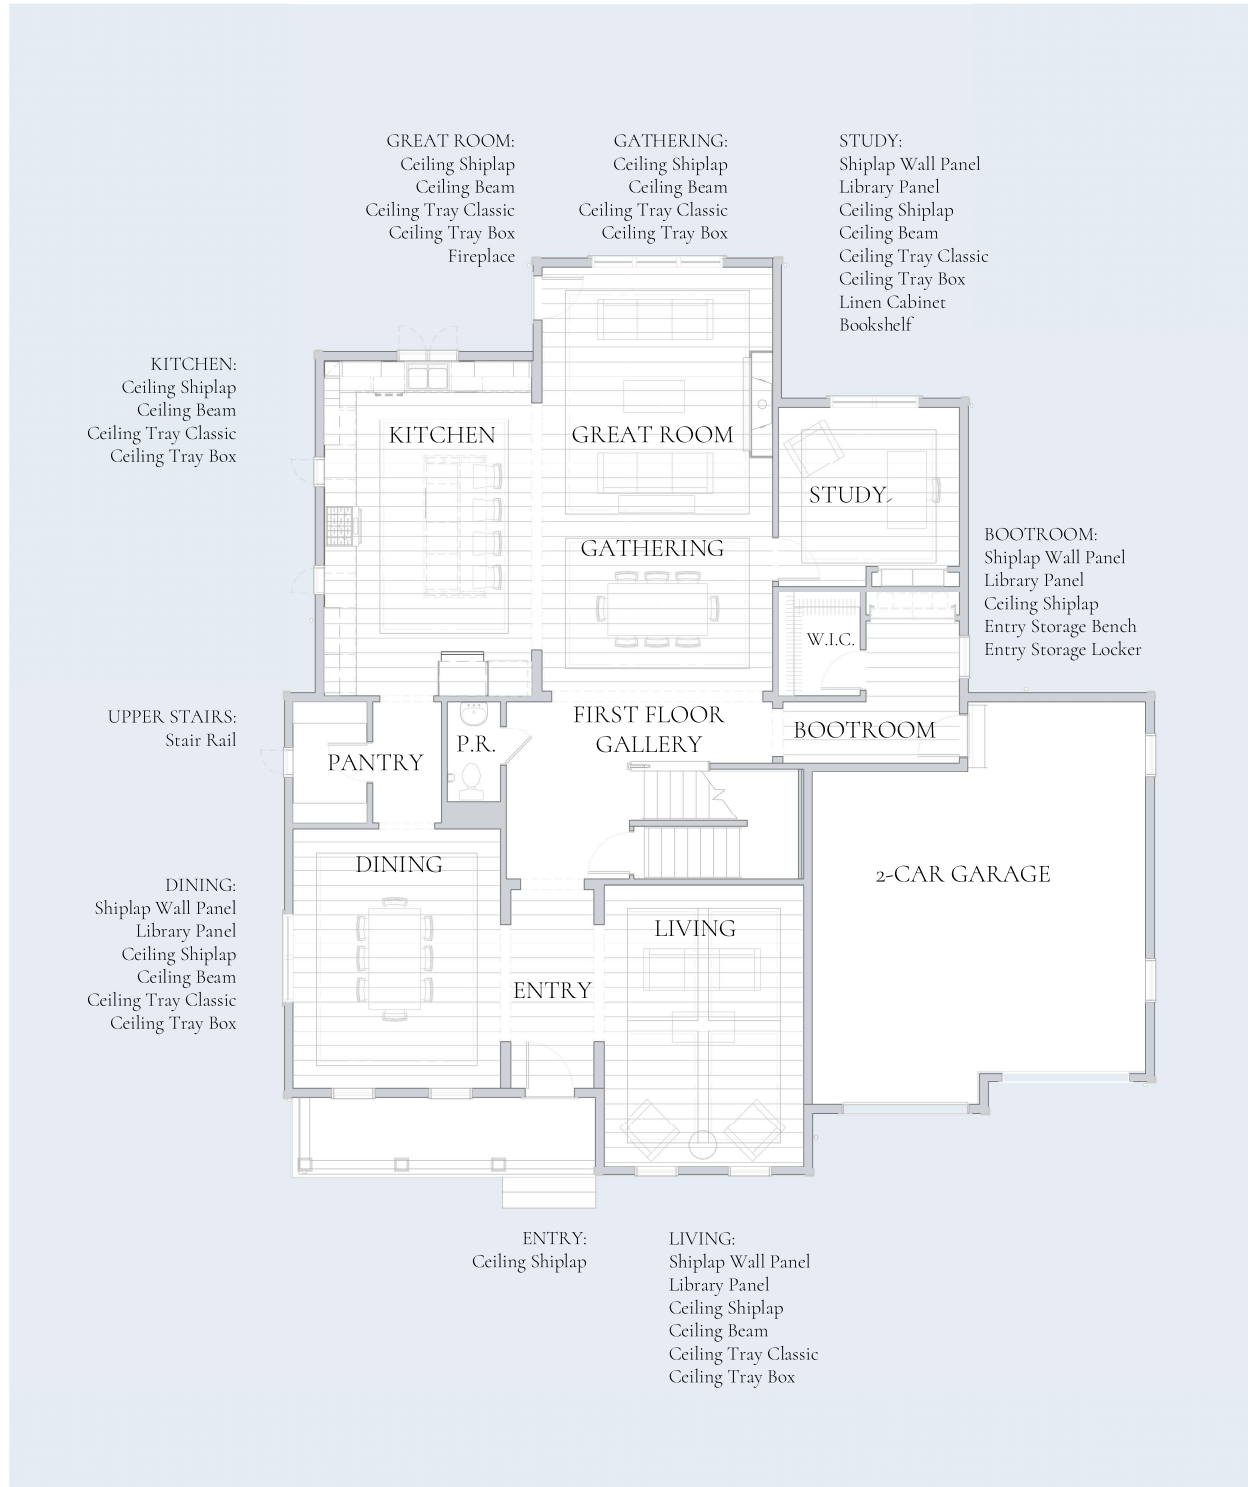 GREAT ROOM:
Ceiling Shiplap
Ceiling Beam
Ceiling Tray Classic
Ceiling Tray Box
Fireplace
GATHERING:
Ceiling Shiplap
Ceiling Beam
Ceiling Tray Classic
Ceiling Tray Box
STUDY:
Shiplap Wall Panel
Library Panel
Ceiling Shiplap
Ceiling Beam
Ceiling Tray Classic
Ceiling Tray Box
Linen Cabinet
Bookshelf
KITCHEN:
Ceiling Shiplap
Ceiling Beam
Ceiling Tray Classic
Ceiling Tray Box
KITCHEN
GREAT ROOM
STUDY
GATHERING
BOOTROOM:
Shiplap Wall Panel
Library Panel
Ceiling Shiplap
Entry Storage Bench
Entry Storage Locker
W.I.C.
UPPER STAIRS:
Stair Rail
PANTRY
P.R.
FIRST FLOOR
GALLERY
BOOTROOM
DINING:
Shiplap Wall Panel
Library Panel
Ceiling Shiplap
Ceiling Beam
Ceiling Tray Classic
Ceiling Tray Box
DINING
2-CAR GARAGE
LIVING
ENTRY
ENTRY:
Ceiling Shiplap
LIVING:
Shiplap Wall Panel
Library Panel
Ceiling Shiplap
Ceiling Beam
Ceiling Tray Classic
Ceiling Tray Box